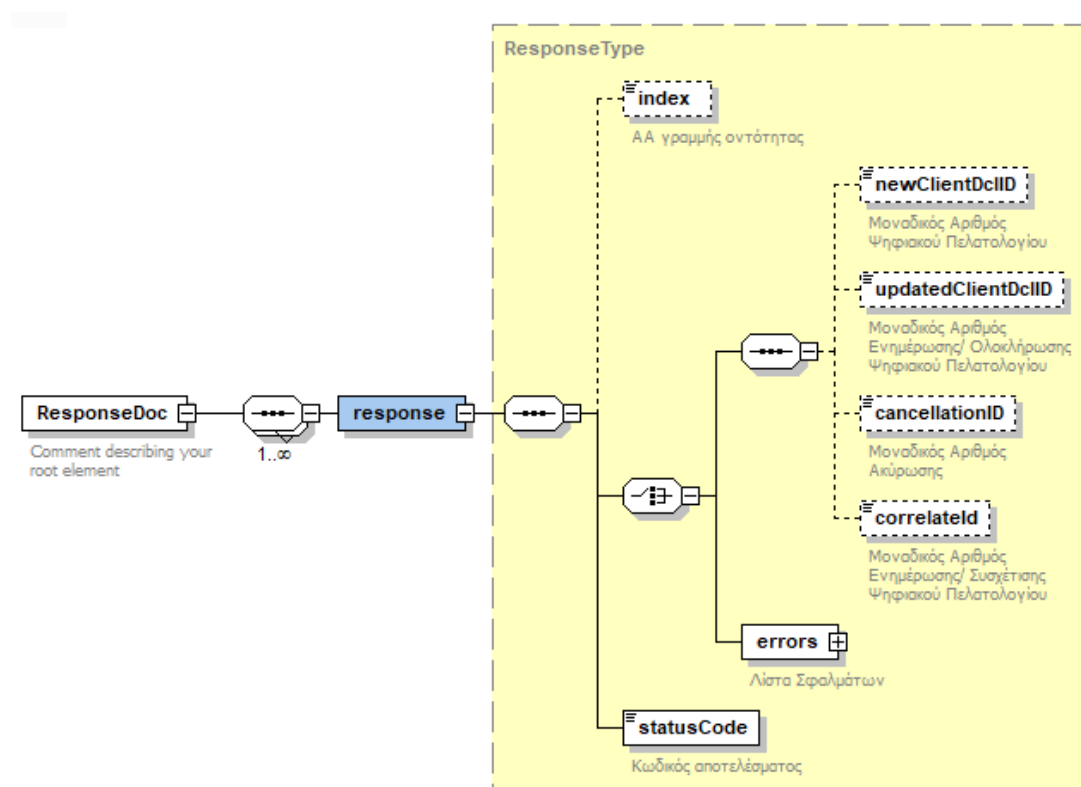 ResponseType
index
ΑΑ γραμμής οντότητας
newClientDclID
Μοναδικός Αριθμός
Ψηφιακού Πελατολογίου
updatedClientDclID
Μοναδικός Αριθμός
Ενημέρωσης/ Ολοκλήρωσης
Ψηφιακού Πελατολογίου
ResponseDoc
response
Comment describing your
root element
1..∞
cancellationID
Μοναδικός Αριθμός
Ακύρωσης
correlateId
Μοναδικός Αριθμός
Ενημέρωσης/ Συσχέτισης
Ψηφιακού Πελατολογίου
errors
Λίστα Σφαλμάτων
statusCode
Κωδικός αποτελέσματος